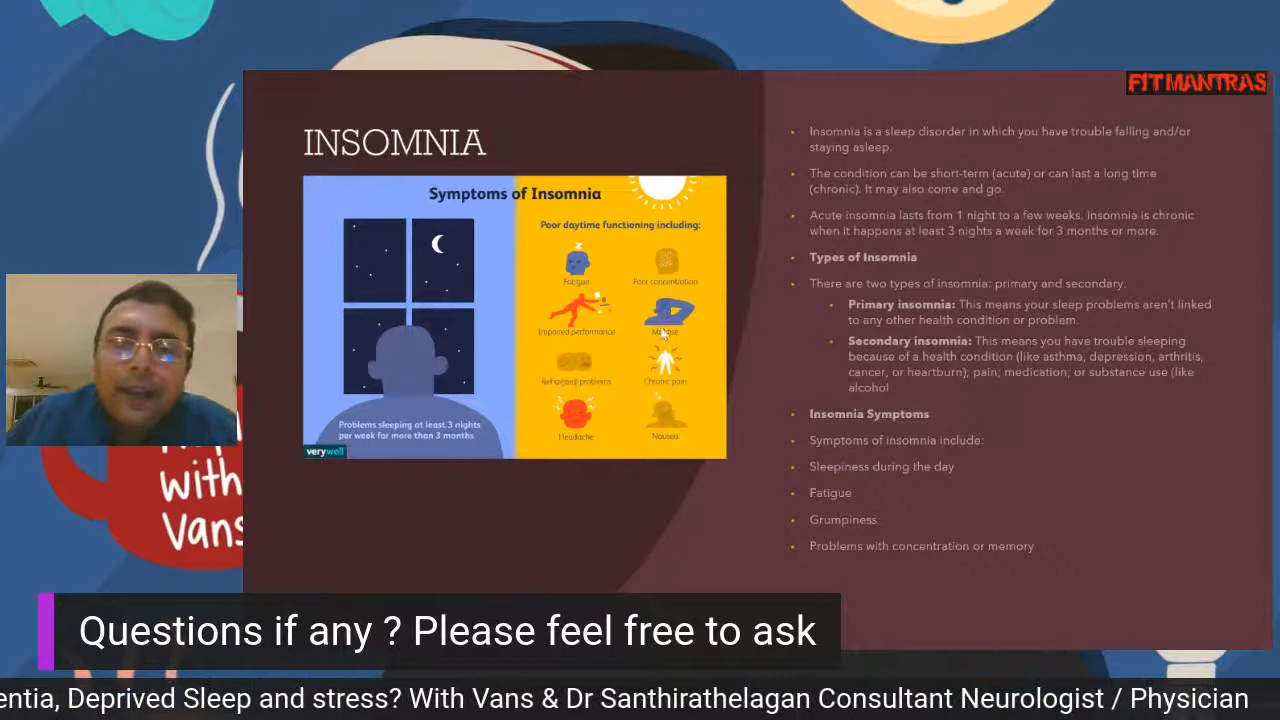 FITMANTRAS
INSOMNIA
Symptoms of Insomnia
Poor daytime functioning including:
z
Fatigue
Poor concentration
Impaired performance
Behavioral problems
Chronic pain
Headache
Nausea
Problems sleeping at least 3 nights
per week for more than 3 months
verywell
• Insomnia is a sleep disorder in which you have trouble falling and/or
staying asleep.
• The condition can be short-term (acute) or can last a long time
(chronic). It may also come and go.
• Acute insomnia lasts from 1 night to a few weeks. Insomnia is chronic
when it happens at least 3 nights a week for 3 months or more.
• Types of Insomnia
• There are two types of insomnia: primary and secondary.
• Primary insomnia: This means your sleep problems aren’t linked
to any other health condition or problem.
• Secondary insomnia: This means you have trouble sleeping
because of a health condition (like asthma, depression, arthritis,
cancer, or heartburn); pain; medication; or substance use (like
alcohol
• Insomnia Symptoms
• Symptoms of insomnia include:
• Sleepiness during the day
• Fatigue
• Grumpiness
• Problems with concentration or memory
with
Vans
Questions if any ? Please feel free to ask
entia, Deprived Sleep and stress? With Vans & Dr Santhirathelagan Consultant Neurologist / Physician